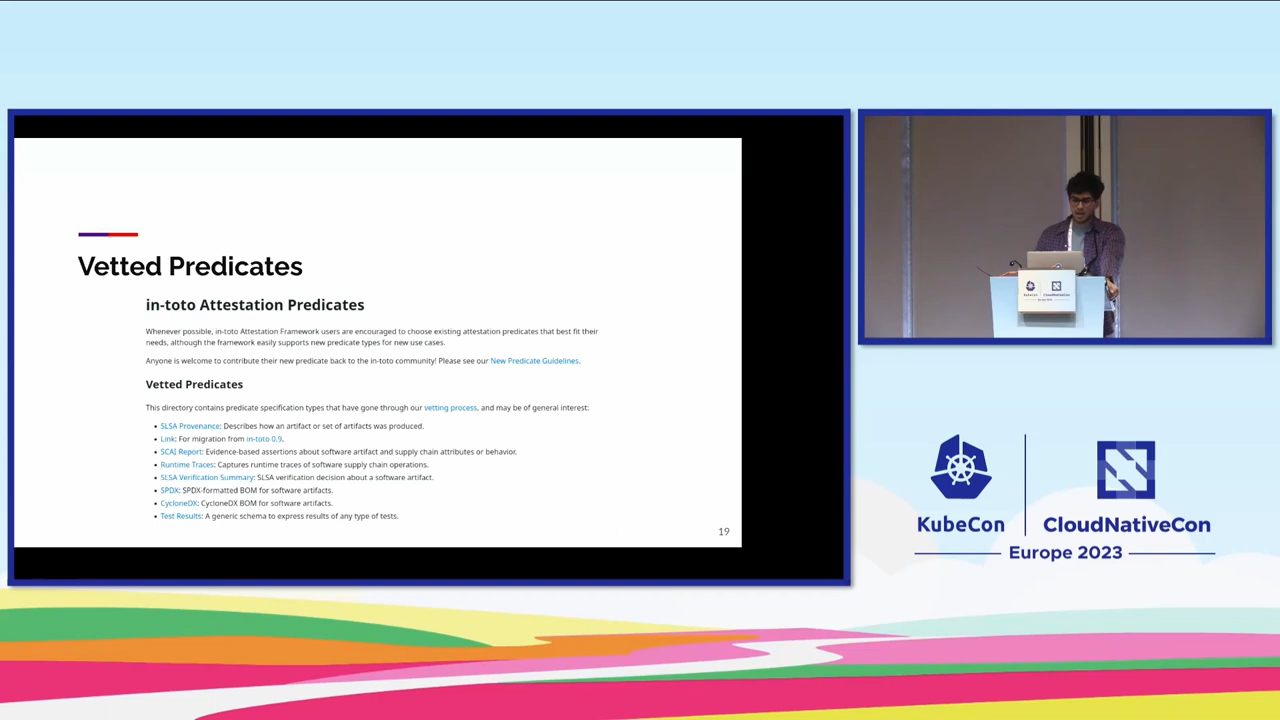 Vetted Predicates
in-toto Attestation Predicates
Whenever possible, in-toto Attestation Framework users are encouraged to choose existing attestation predicates that best fit their
needs, although the framework easily supports new predicate types for new use cases.
Anyone is welcome to contribute their new predicate back to the in-toto community! Please see our New Predicate Guidelines.
Vetted Predicates
This directory contains predicate specification types that have gone through our vetting process, and may be of general interest:
• SLSA Provenance: Describes how an artifact or set of artifacts was produced.
• Link: For migration from in-toto 0.9.
• SCAI Report: Evidence-based assertions about software artifact and supply chain attributes or behavior.
• Runtime Traces: Captures runtime traces of software supply chain operations.
• SLSA Verification Summary: SLSA verification decision about a software artifact.
• SPDX: SPDX-formatted BOM for software artifacts.
• CycloneDX: CycloneDX BOM for software artifacts.
• Test Results: A generic schema to express results of any type of tests.
19
KubeCon
CloudNativeCon
Europe 2023